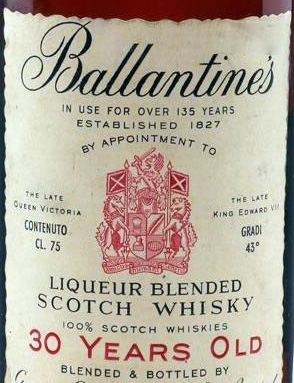 Ballantine's
IN USE FOR OVER 135 YEARS
ESTABLISHED 1827
BY APPOINTMENT TO
THE LATE
QUEEN VICTORIA
CONTENUTO
CL. 75
THE LATE
KING EDWARD VII
GRADI
43°
LIQUEUR BLENDED
SCOTCH WHISKY
100% SCOTCH WHISKIES
30 YEARS OLD
BLENDED & BOTTLED BY